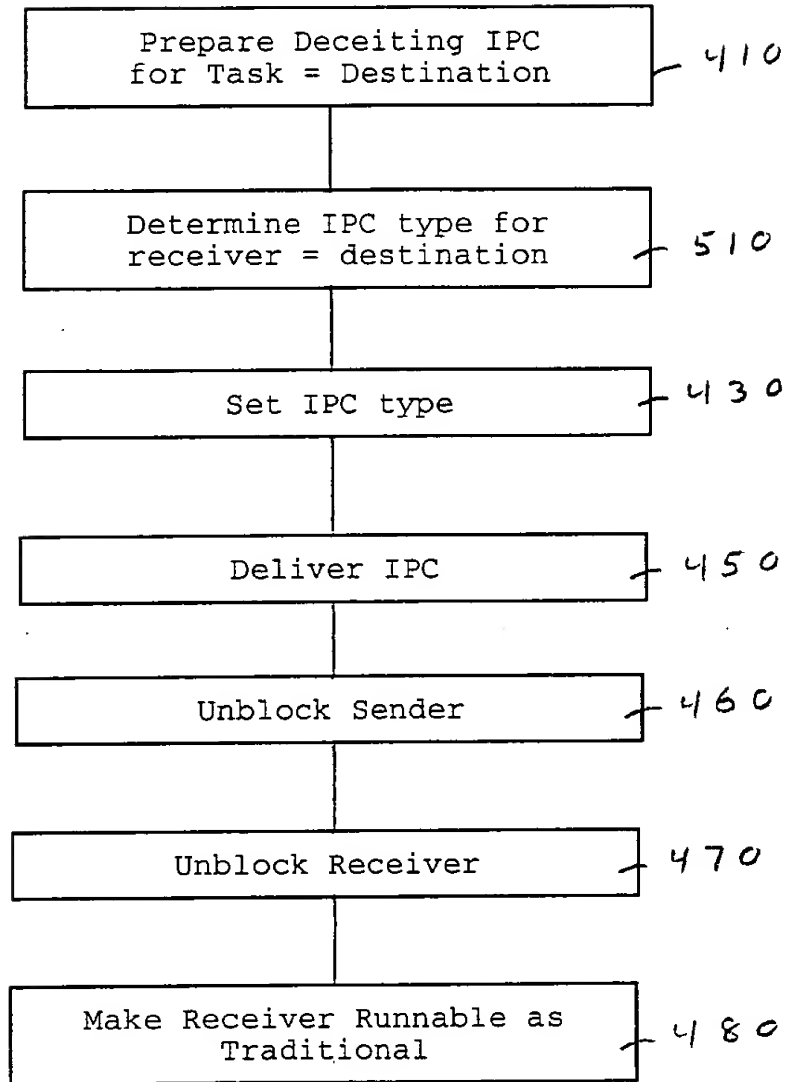 Prepare Deceiting IPC
for Task = Destination
410
Determine IPC type for
receiver = destination
510
Set IPC type
430
Deliver IPC
450
Unblock Sender
460
Unblock Receiver
470
Make Receiver Runnable as
Traditional
480